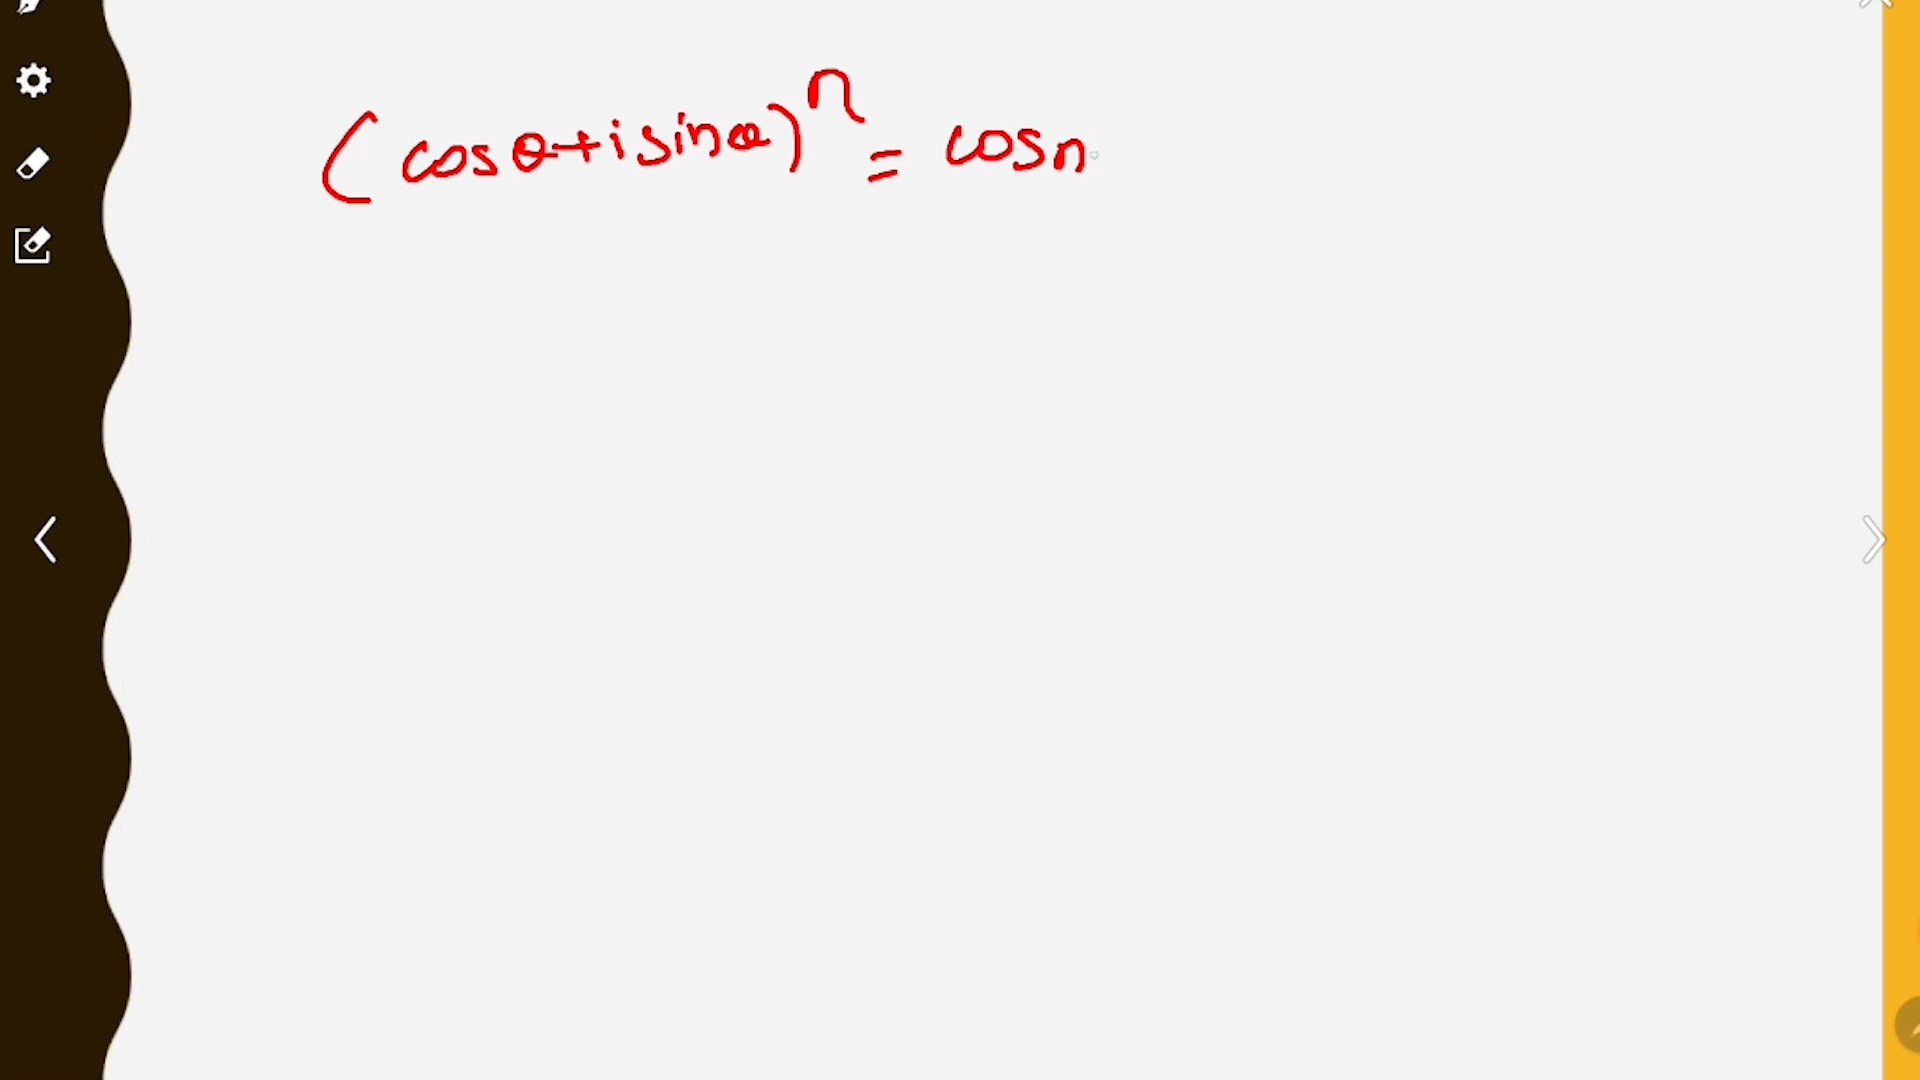 (cosθ+isinθ)ⁿ = cosn